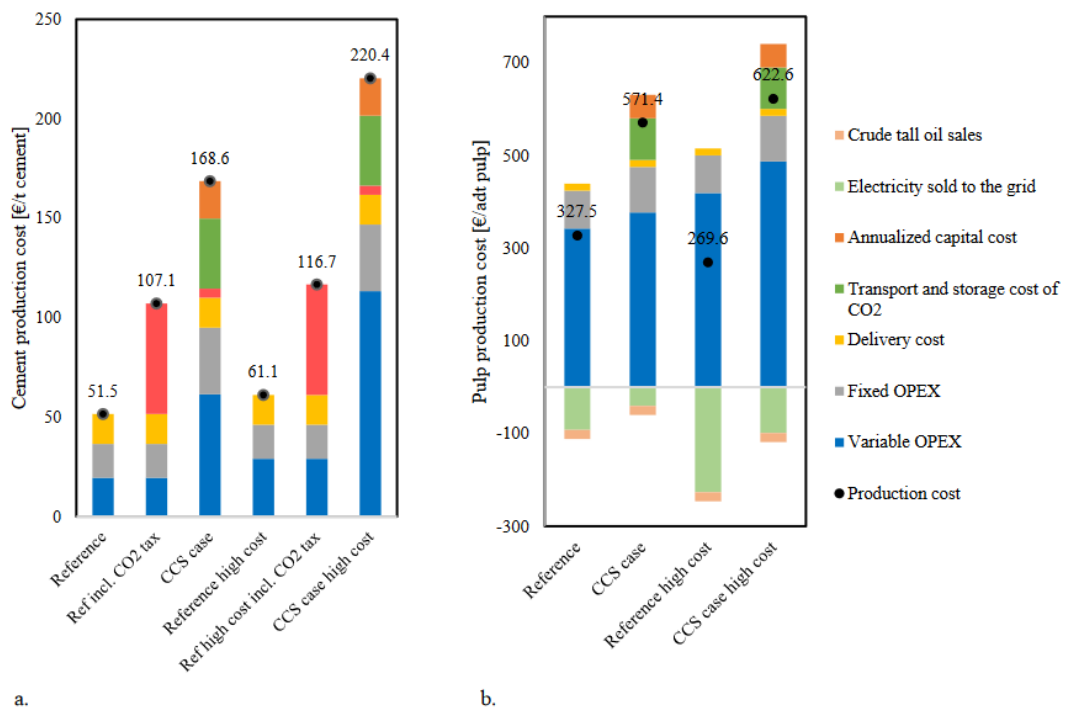 Cement production cost [€/t cement]
250
200
150
100
50
0
51.5
107.1
168.6
61.1
116.7
220.4
Reference
Ref incl. CO2 tax
CCS case
Reference high cost
Ref high cost incl. CO2 tax
CCS case high cost
a.
Pulp production cost [€/adt pulp]
700
500
300
100
-100
-300
327.5
571.4
269.6
622.6
Reference
CCS case
Reference high cost
CCS case high cost
b.
Crude tall oil sales
Electricity sold to the grid
Annualized capital cost
Transport and storage cost of
CO2
Delivery cost
Fixed OPEX
Variable OPEX
Production cost